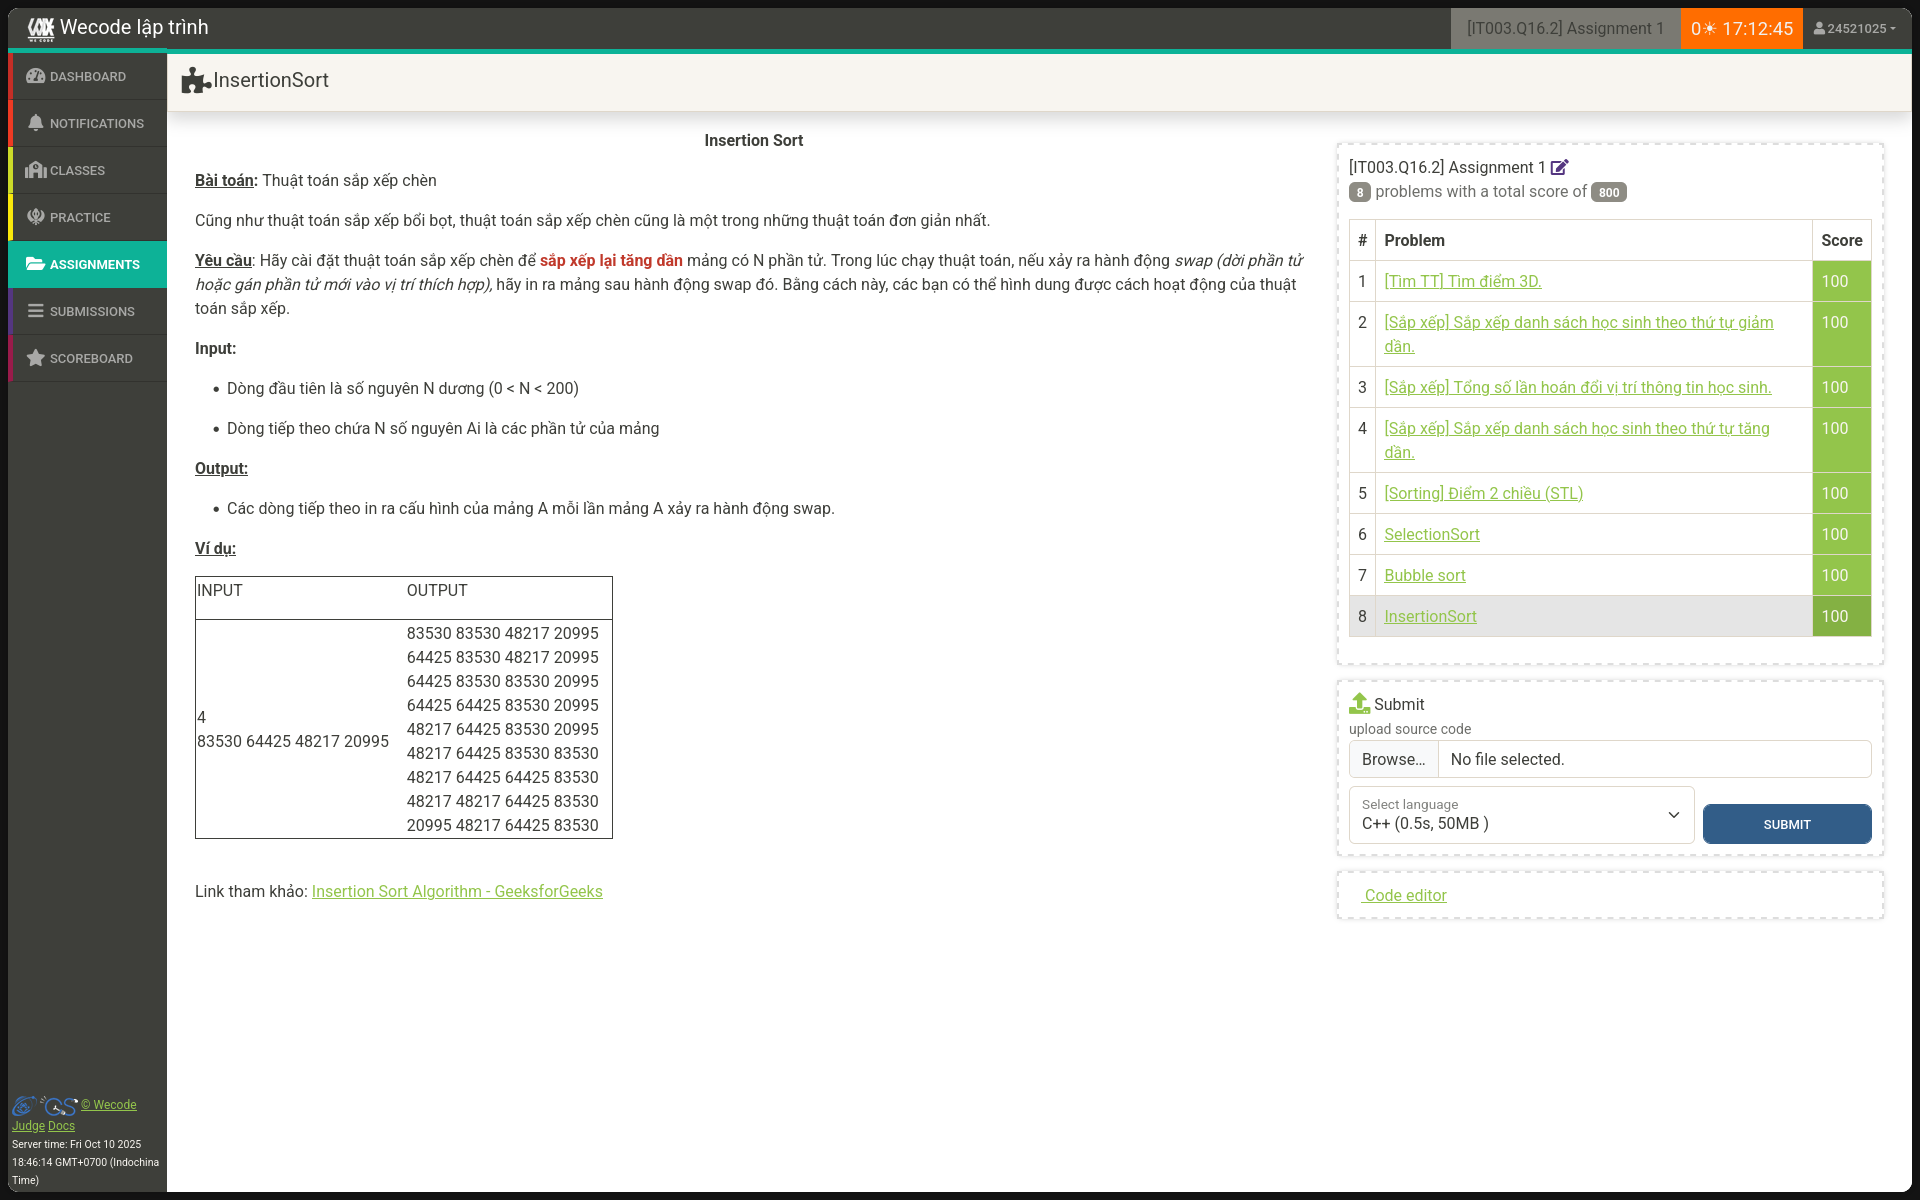 Wecode lập trình
[IT003.Q16.2] Assignment 1
0☀ 17:12:45
24521025
DASHBOARD
NOTIFICATIONS
CLASSES
PRACTICE
ASSIGNMENTS
SUBMISSIONS
SCOREBOARD
© Wecode
Judge Docs
Server time: Fri Oct 10 2025
18:46:14 GMT+0700 (Indochina
Time)
InsertionSort
Insertion Sort
Bài toán: Thuật toán sắp xếp chèn
Cũng như thuật toán sắp xếp bổi bọt, thuật toán sắp xếp chèn cũng là một trong những thuật toán đơn giản nhất.
Yêu cầu: Hãy cài đặt thuật toán sắp xếp chèn để sắp xếp lại tăng dần mảng có N phần tử. Trong lúc chạy thuật toán, nếu xảy ra hành động swap (dời phần tử
hoặc gán phần tử mới vào vị trí thích hợp), hãy in ra mảng sau hành động swap đó. Bằng cách này, các bạn có thể hình dung được cách hoạt động của thuật
toán sắp xếp.
Input:
• Dòng đầu tiên là số nguyên N dương (0 < N < 200)
• Dòng tiếp theo chứa N số nguyên Ai là các phần tử của mảng
Output:
• Các dòng tiếp theo in ra cấu hình của mảng A mỗi lần mảng A xảy ra hành động swap.
Ví dụ:
INPUT OUTPUT
4
83530 64425 48217 20995
83530 83530 48217 20995
64425 83530 48217 20995
64425 83530 83530 20995
64425 64425 83530 20995
48217 64425 83530 20995
48217 64425 83530 83530
48217 64425 64425 83530
48217 48217 64425 83530
20995 48217 64425 83530
Link tham khảo: Insertion Sort Algorithm - GeeksforGeeks
[IT003.Q16.2] Assignment 1
8 problems with a total score of 800
# Problem Score
1 [Tìm TT] Tìm điểm 3D. 100
2 [Sắp xếp] Sắp xếp danh sách học sinh theo thứ tự giảm 100
dần.
3 [Sắp xếp] Tổng số lần hoán đổi vị trí thông tin học sinh. 100
4 [Sắp xếp] Sắp xếp danh sách học sinh theo thứ tự tăng 100
dần.
5 [Sorting] Điểm 2 chiều (STL) 100
6 SelectionSort 100
7 Bubble sort 100
8 InsertionSort 100
Submit
upload source code
Browse... No file selected.
Select language
C++ (0.5s, 50MB )
SUBMIT
Code editor